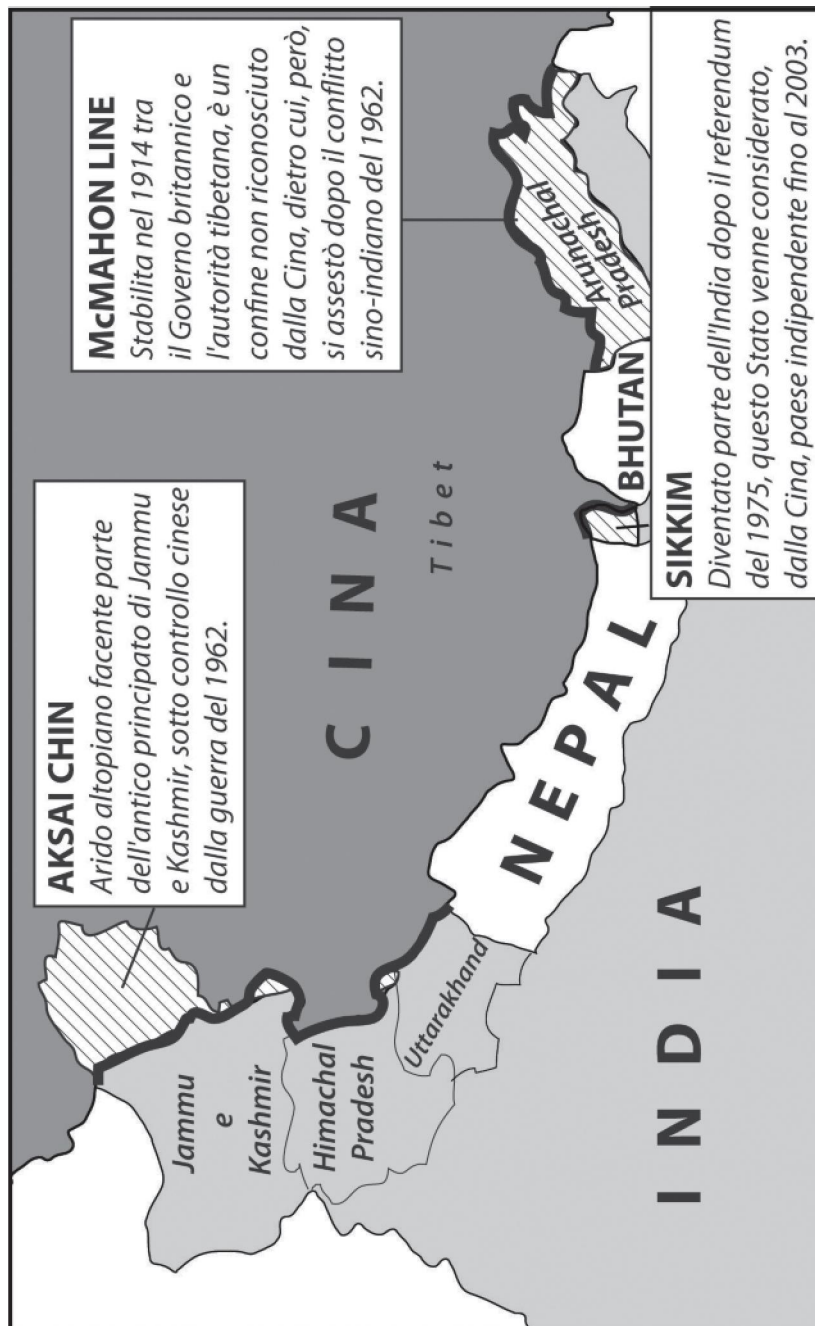 AKSAI CHIN
Arido altopiano facente parte
dell'antico principato di Jammu
e Kashmir, sotto controllo cinese
dalla guerra del 1962.
McMAHON LINE
Stabilita nel 1914 tra
il Governo britannico e
l'autorità tibetana, è un
confine non riconosciuto
dalla Cina, dietro cui, però,
si assestò dopo il conflitto
sino-indiano del 1962.
Jammu
e
Kashmir
Himachal
Pradesh
Uttarakhand
CINA
Tibet
NEPAL
BHUTAN
Arunachal
Pradesh
INDIA
SIKKIM
Diventato parte dell'India dopo il referendum
del 1975, questo Stato venne considerato,
dalla Cina, paese indipendente fino al 2003.